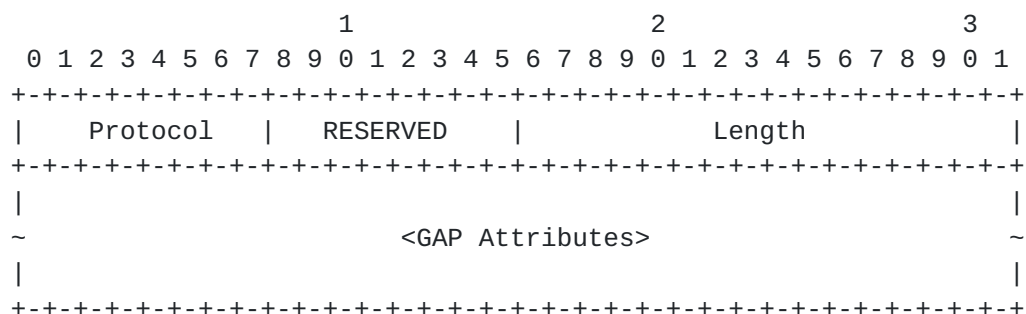 1                   2                   3
 0 1 2 3 4 5 6 7 8 9 0 1 2 3 4 5 6 7 8 9 0 1 2 3 4 5 6 7 8 9 0 1
+-+-+-+-+-+-+-+-+-+-+-+-+-+-+-+-+-+-+-+-+-+-+-+-+-+-+-+-+-+-+-+-+
|    Protocol   |   RESERVED    |            Length             |
+-+-+-+-+-+-+-+-+-+-+-+-+-+-+-+-+-+-+-+-+-+-+-+-+-+-+-+-+-+-+-+-+
|                                                               |
~                        <GAP Attributes>                       ~
|                                                               |
+-+-+-+-+-+-+-+-+-+-+-+-+-+-+-+-+-+-+-+-+-+-+-+-+-+-+-+-+-+-+-+-+